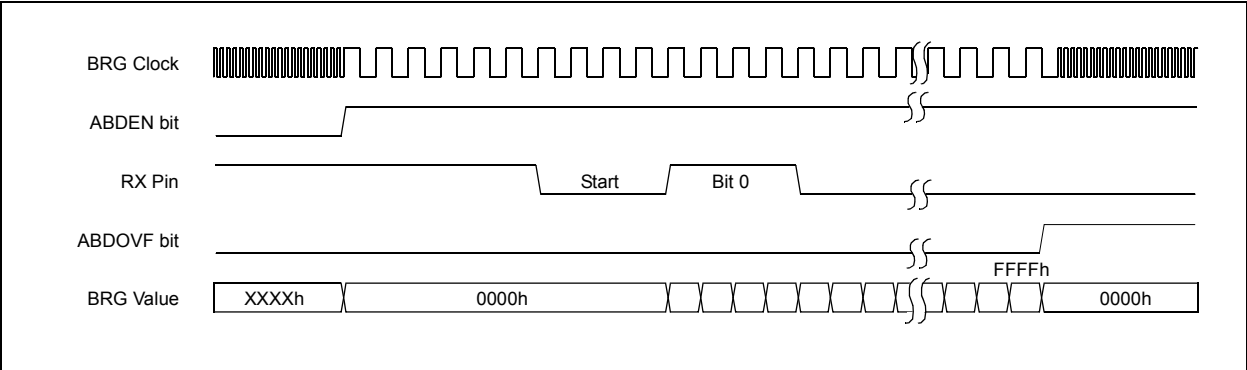 BRG Clock
ABDEN bit
RX Pin
Start
Bit 0
ABDOVF bit
FFFFh
BRG Value
XXXXh
0000h
0000h